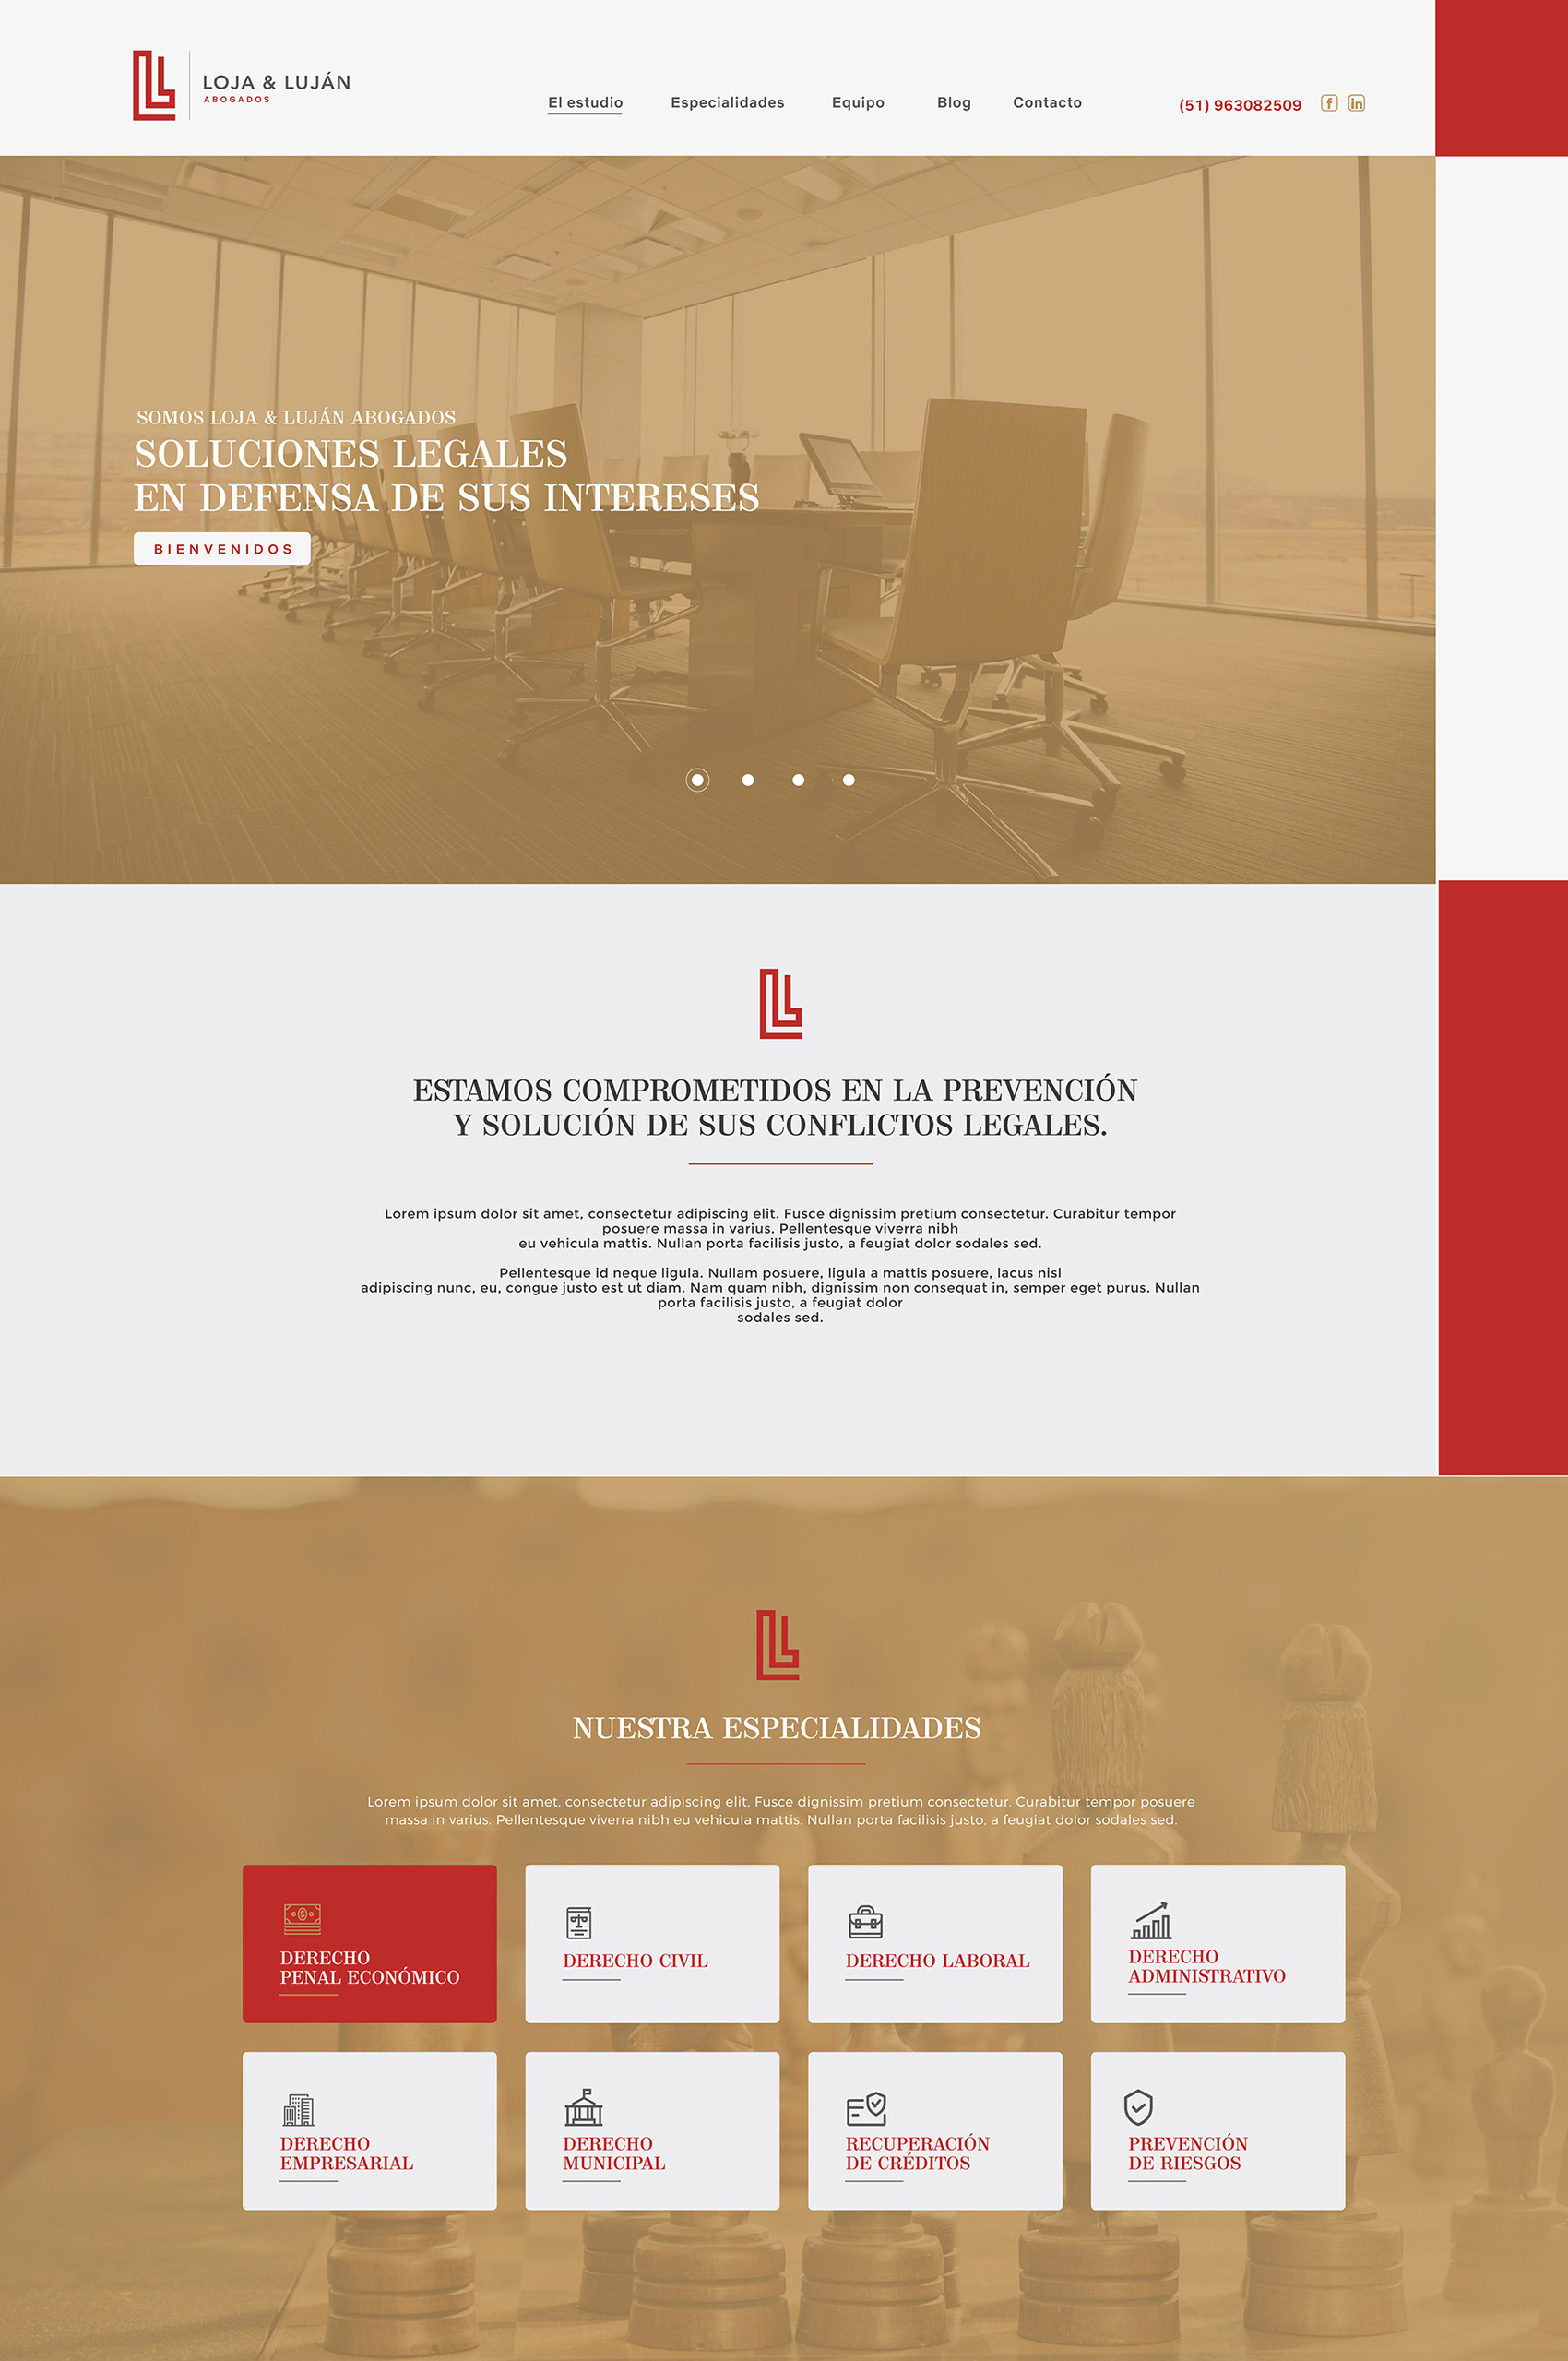 LOJA & LUJÁN
ABOGADOS
El estudio
Especialidades
Equipo
Blog
Contacto
(51) 963082509
f
in
SOMOS LOJA & LUJÁN ABOGADOS
SOLUCIONES LEGALES
EN DEFENSA DE SUS INTERESES
BIENVENIDOS
ESTAMOS COMPROMETIDOS EN LA PREVENCIÓN
Y SOLUCIÓN DE SUS CONFLICTOS LEGALES.
Lorem ipsum dolor sit amet, consectetur adipiscing elit. Fusce dignissim pretium consectetur. Curabitur tempor
posuere massa in varius. Pellentesque viverra nibh
eu vehicula mattis. Nullan porta facilisis justo, a feugiat dolor sodales sed.
Pellentesque id neque ligula. Nullam posuere, ligula a mattis posuere, lacus nisl
adipiscing nunc, eu, congue justo est ut diam. Nam quam nibh, dignissim non consequat in, semper eget purus. Nullan
porta facilisis justo, a feugiat dolor
sodales sed.
NUESTRA ESPECIALIDADES
Lorem ipsum dolor sit amet, consectetur adipiscing elit. Fusce dignissim pretium consectetur. Curabitur tempor posuere
massa in varius. Pellentesque viverra nibh eu vehicula mattis. Nullan porta facilisis justo, a feugiat dolor sodales sed.
DERECHO
PENAL ECONÓMICO
DERECHO CIVIL
DERECHO LABORAL
DERECHO
ADMINISTRATIVO
DERECHO
EMPRESARIAL
DERECHO
MUNICIPAL
RECUPERACIÓN
DE CRÉDITOS
PREVENCIÓN
DE RIESGOS